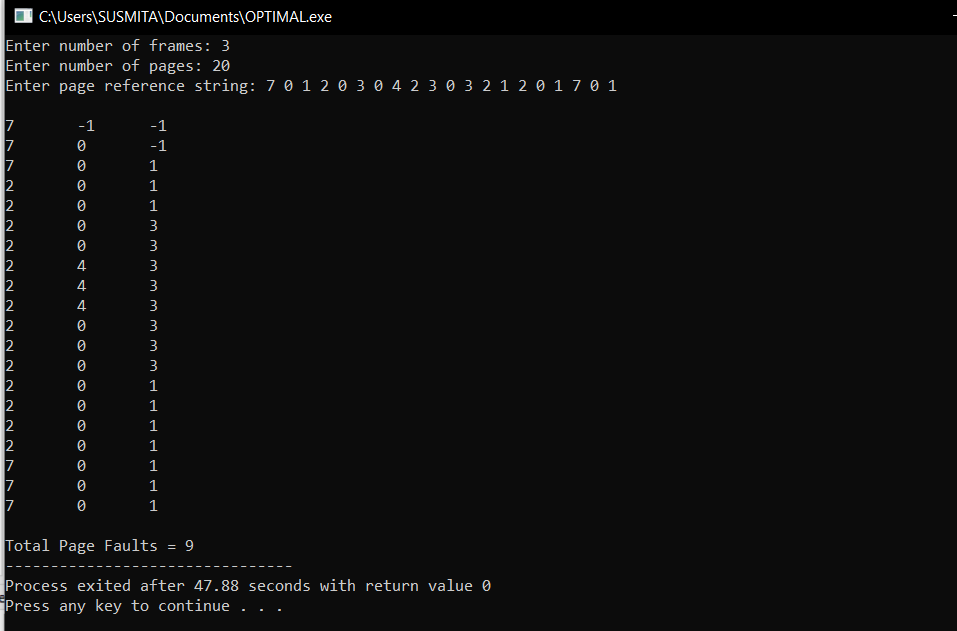 C:\Users\SUSMITA\Documents\OPTIMAL.exe
Enter number of frames: 3
Enter number of pages: 20
Enter page reference string: 7 0 1 2 0 3 0 4 2 3 0 3 2 1 2 0 1 7 0 1
7 -1 -1
7 0 -1
7 0 1
2 0 1
2 0 1
2 0 3
2 0 3
2 4 3
2 4 3
2 4 3
2 0 3
2 0 3
2 0 3
2 0 1
2 0 1
2 0 1
2 0 1
7 0 1
7 0 1
7 0 1
Total Page Faults = 9
--------------------------------
Process exited after 47.88 seconds with return value 0
Press any key to continue . . .